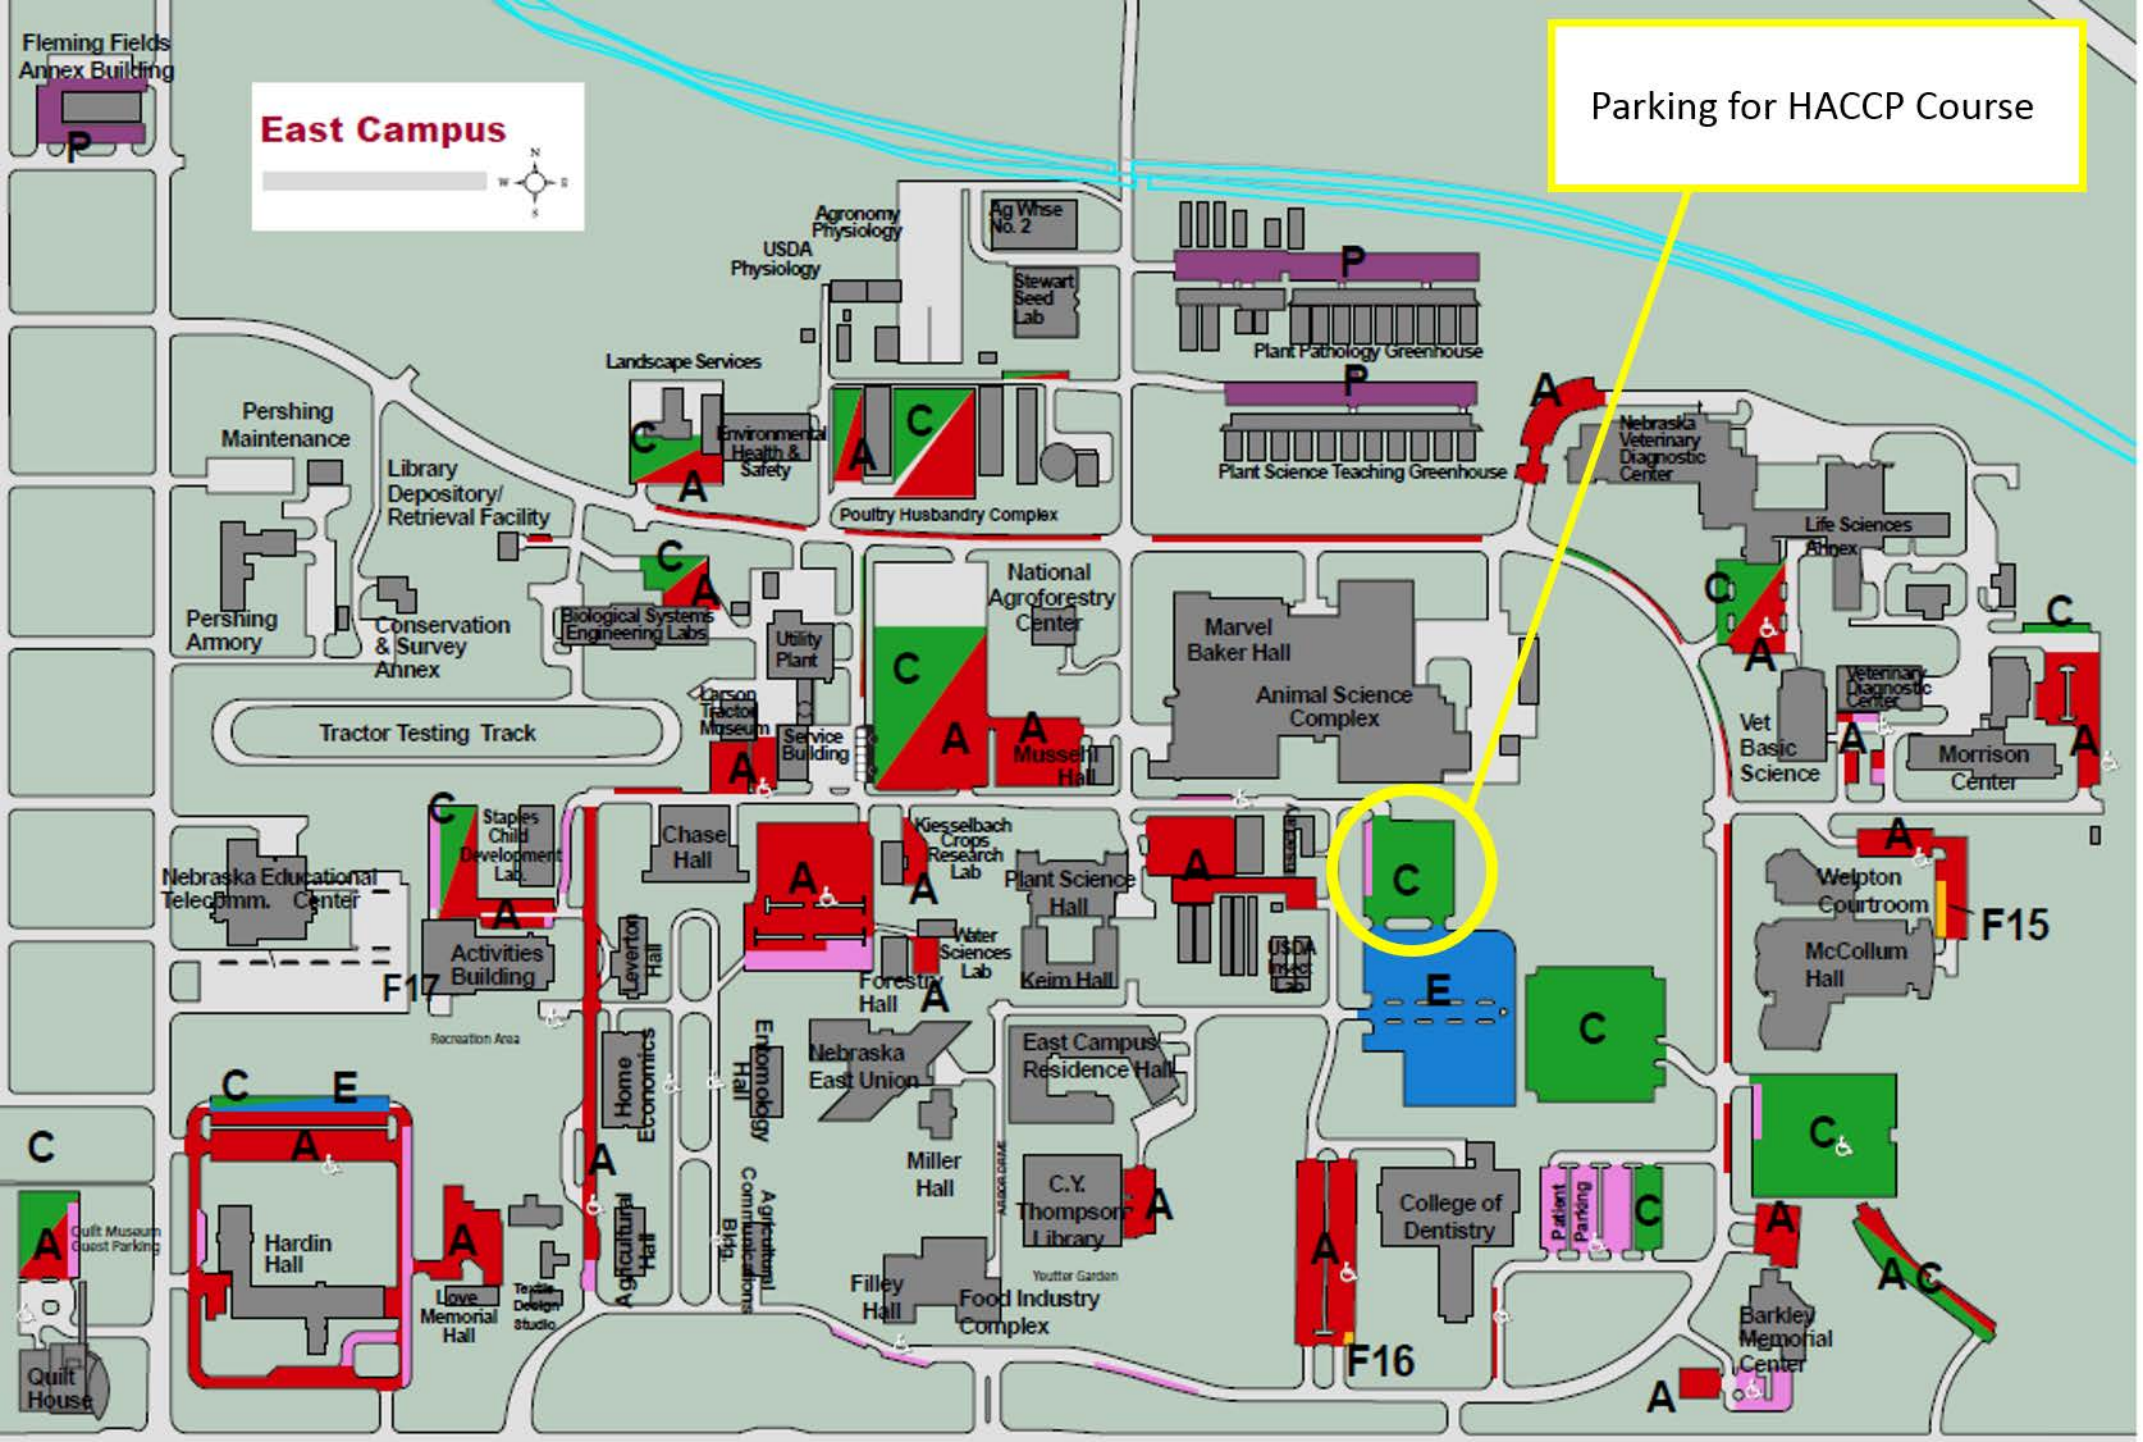 Fleming Fields
Annex Building
P
East Campus
N
W
E
S
Parking for HACCP Course
Agronomy
Physiology
USDA
Physiology
Ag Whse
No. 2
Stewart
Seed
Lab
P
Plant Pathology Greenhouse
P
Plant Science Teaching Greenhouse
A
Nebraska
Veterinary
Diagnostic
Center
Life Sciences
Annex
Landscape Services
C
A
Environmental
Health &
Safety
A
C
Poultry Husbandry Complex
Pershing
Maintenance
Library
Depository/
Retrieval Facility
Pershing
Armory
Conservation
& Survey
Annex
C
A
Biological Systems
Engineering Labs
Utility
Plant
C
A
National
Agroforestry
Center
Marvel
Baker Hall
Animal Science
Complex
C
A
C
A
Veterinary
Diagnostic
Center
Vet
Basic
Science
A
Morrison
Center
Tractor Testing Track
Larson
Tractor
Museum
A
Service
Building
A
Mussehl
Hall
Nebraska Educational
Telecomm. Center
C
Staples
Child
Development
Lab.
A
Activities
Building
F17
Recreation Area
Chase
Hall
A
Kiesselbach
Crops
Research
Lab
A
Plant Science
Hall
Keim Hall
Water
Sciences
Lab
Forestry
Hall
A
A
Insectary
USDA
Insect
Lab
C
E
C
A
Welpton
Courtroom
F15
McCollum
Hall
Leverton
Hall
Home
Economics
Entomology
Hall
Nebraska
East Union
East Campus
Residence Hall
Miller
Hall
ARBOR DRIVE
C.Y.
Thompson
Library
A
Yeutter Garden
Filley
Hall
Food Industry
Complex
Agricultural
Communications
Bldg.
A
Agricultural
Hall
C
E
A
Hardin
Hall
A
Love
Memorial
Hall
Textile
Design
Studio
C
A
Quilt Museum
Guest Parking
Quilt
House
A
F16
College of
Dentistry
Patient
Parking
C
C
A
A C
Barkley
Memorial
Center
A